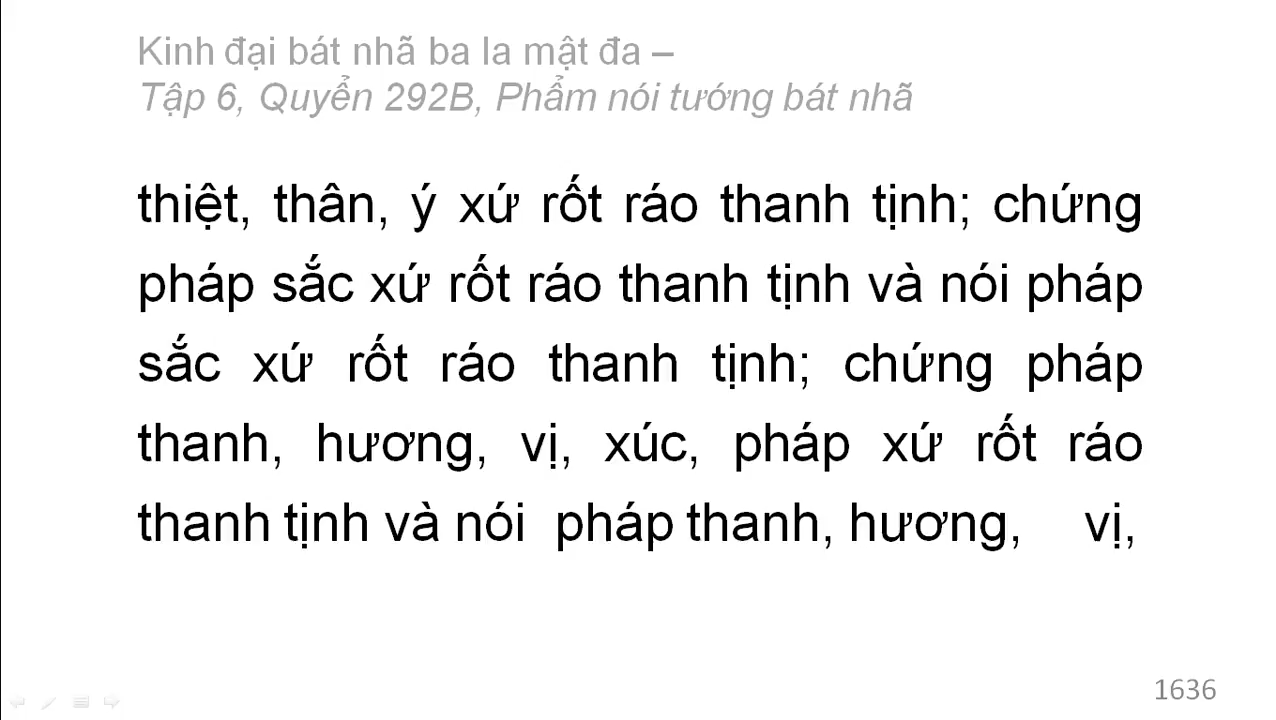 Kinh đại bát nhã ba la mật đa –
Tập 6, Quyển 292B, Phẩm nói tướng bát nhã
thiệt, thân, ý xứ rốt ráo thanh tịnh; chứng
pháp sắc xứ rốt ráo thanh tịnh và nói pháp
sắc xứ rốt ráo thanh tịnh; chứng pháp
thanh, hương, vị, xúc, pháp xứ rốt ráo
thanh tịnh và nói pháp thanh, hương, vị,
1636